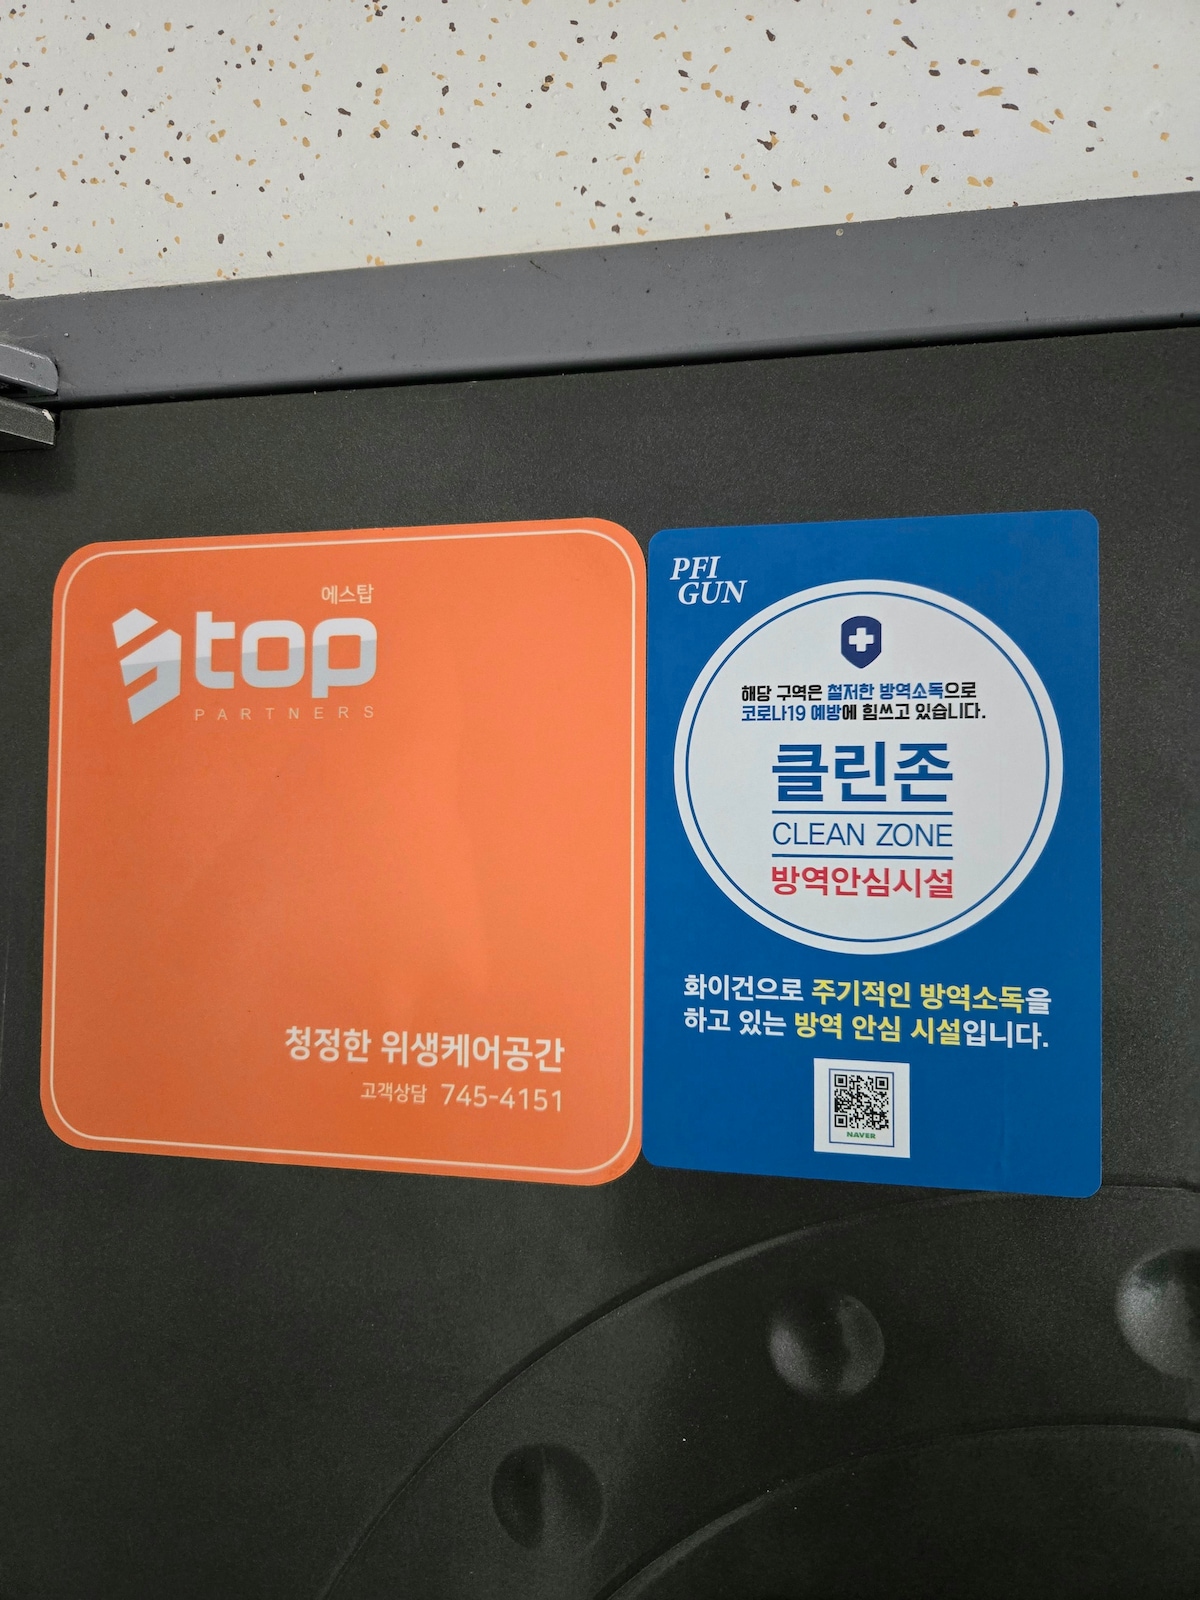 에스탑
Stop
PARTNERS
청정한 위생케어공간
고객상담 745-4151
PFI
GUN
해당 구역은 철저한 방역소독으로
코로나19 예방에 힘쓰고 있습니다.
클린존
CLEAN ZONE
방역안심시설
화이건으로 주기적인 방역소독을
하고 있는 방역 안심 시설입니다.
NAVER